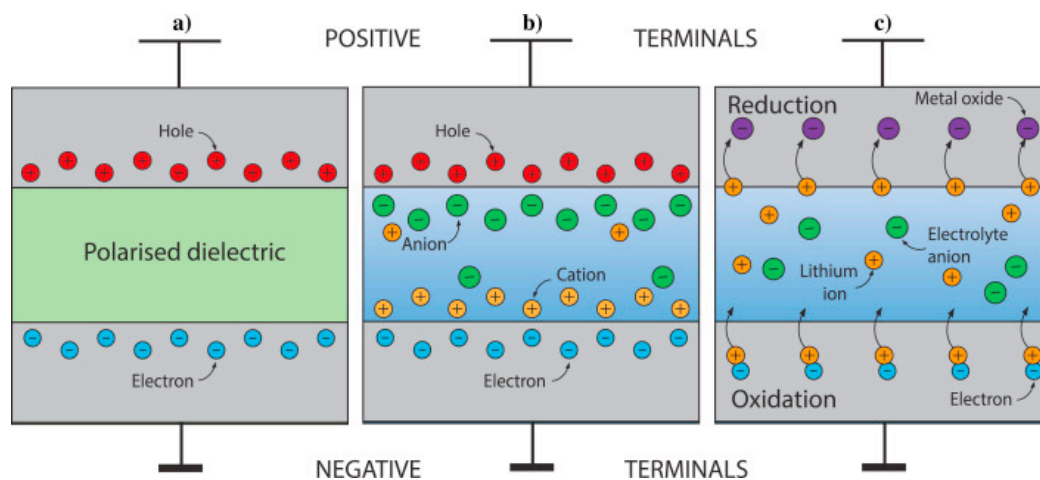 a)
POSITIVE
b)
TERMINALS
c)
Hole
Polarised dielectric
Electron
Hole
Anion
Cation
Electron
Reduction
Metal oxide
Electrolyte
anion
Lithium
ion
Oxidation
Electron
NEGATIVE
TERMINALS